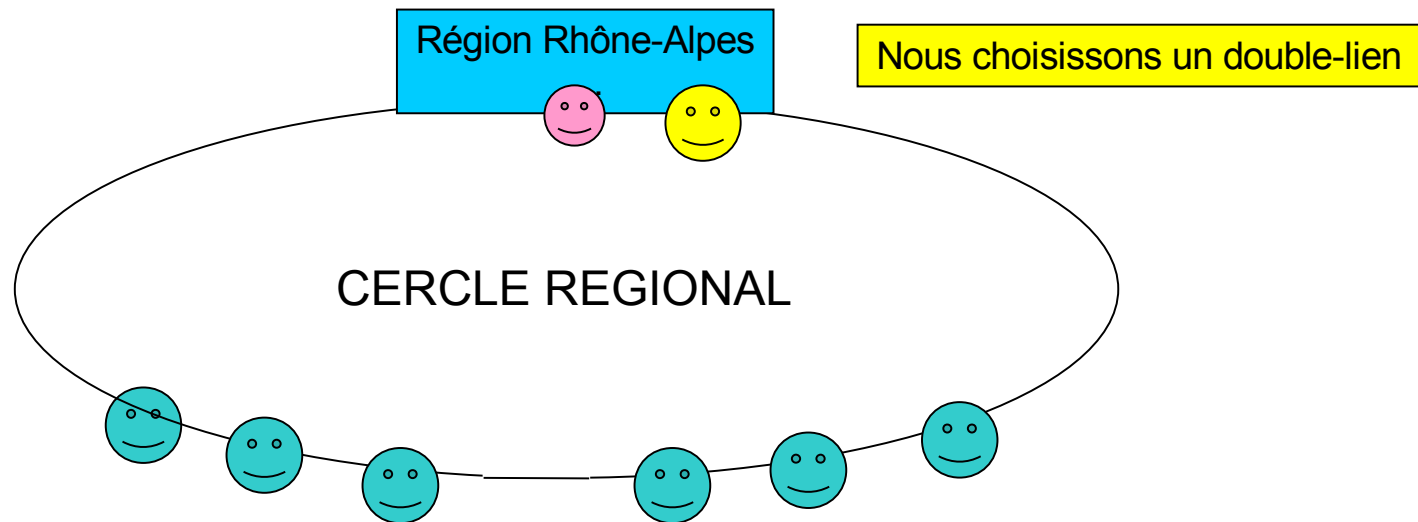 Région Rhône-Alpes
Nous choisissons un double-lien
CERCLE REGIONAL